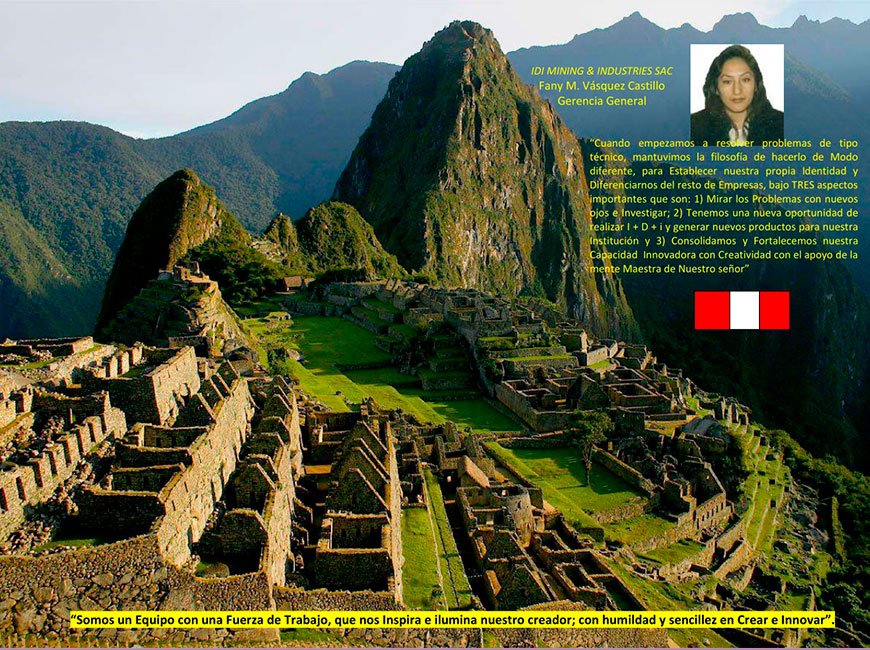 IDI MINING & INDUSTRIES SAC
Fany M. Vásquez Castillo
Gerencia General
“Cuando empezamos a resolver problemas de tipo
técnico, mantuvimos la filosofía de hacerlo de Modo
diferente, para Establecer nuestra propia Identidad y
Diferenciarnos del resto de Empresas, bajo TRES aspectos
importantes que son: 1) Mirar los Problemas con nuevos
ojos e Investigar; 2) Tenemos una nueva oportunidad de
realizar I + D + i y generar nuevos productos para nuestra
Institución y 3) Consolidamos y Fortalecemos nuestra
Capacidad Innovadora con Creatividad con el apoyo de la
mente Maestra de Nuestro señor”
“Somos un Equipo con una Fuerza de Trabajo, que nos Inspira e ilumina nuestro creador; con humildad y sencillez en Crear e Innovar”.